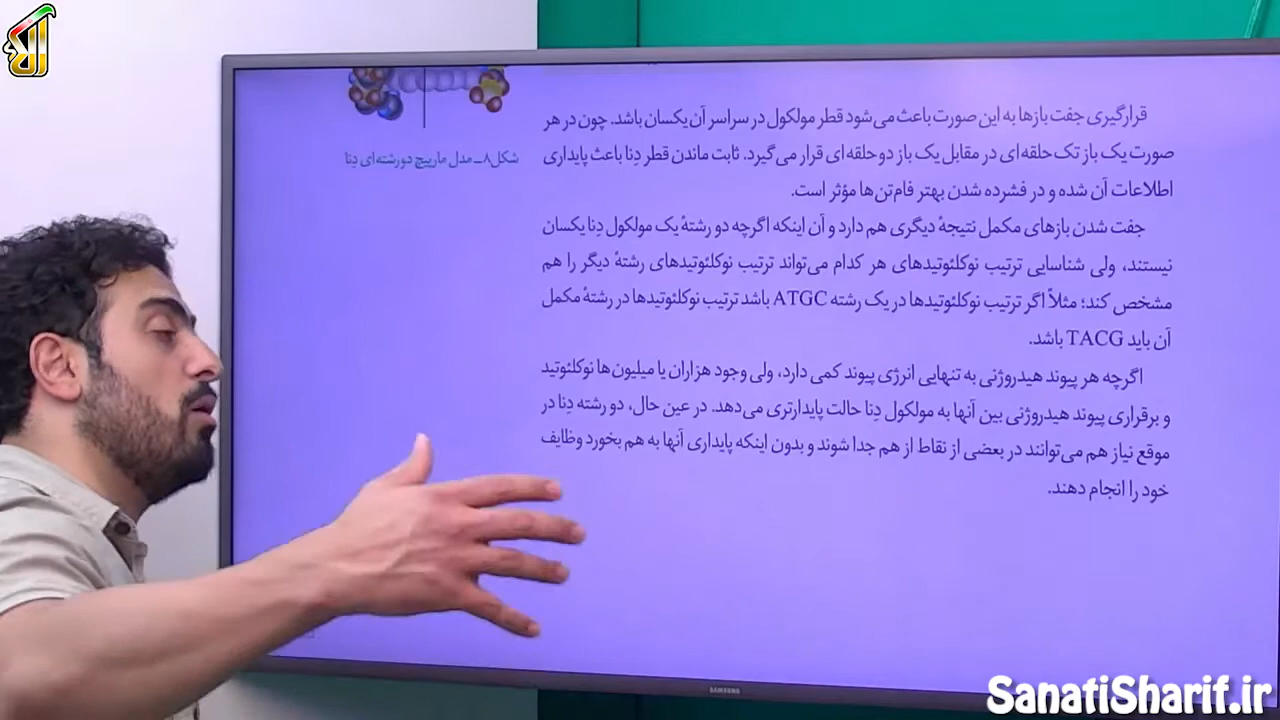 قرارگیری جفت بازها به این صورت باعث می‌شود قطر مولکول در سراسر آن یکسان باشد. چون در هر
صورت یک باز تک حلقه‌ای در مقابل یک باز دو حلقه‌ای قرار می‌گیرد. ثابت ماندن قطر دِنا باعث پایداری
اطلاعات آن شده و در فشرده شدن بهتر فام‌تن‌ها مؤثر است.
جفت شدن بازهای مکمل نتیجهٔ دیگری هم دارد و آن اینکه اگرچه دو رشتهٔ یک مولکول دِنا یکسان
نیستند، ولی شناسایی ترتیب نوکلئوتیدهای هر کدام می‌تواند ترتیب نوکلئوتیدهای رشتهٔ دیگر را هم
مشخص کند؛ مثلاً اگر ترتیب نوکلئوتیدها در یک رشته ATGC باشد ترتیب نوکلئوتیدها در رشتهٔ مکمل
آن باید TACG باشد.
اگرچه هر پیوند هیدروژنی به تنهایی انرژی پیوند کمی دارد، ولی وجود هزاران یا میلیون‌ها نوکلئوتید
و برقراری پیوند هیدروژنی بین آنها به مولکول دِنا حالت پایدارتری می‌دهد. در عین حال، دو رشته دِنا در
موقع نیاز هم می‌توانند در بعضی از نقاط از هم جدا شوند و بدون اینکه پایداری آنها به هم بخورد وظایف
خود را انجام دهند.
شکل ۸ــ مدل مارپیچ دو رشته‌ای دِنا
SAMSUNG
SanatiSharif.ir